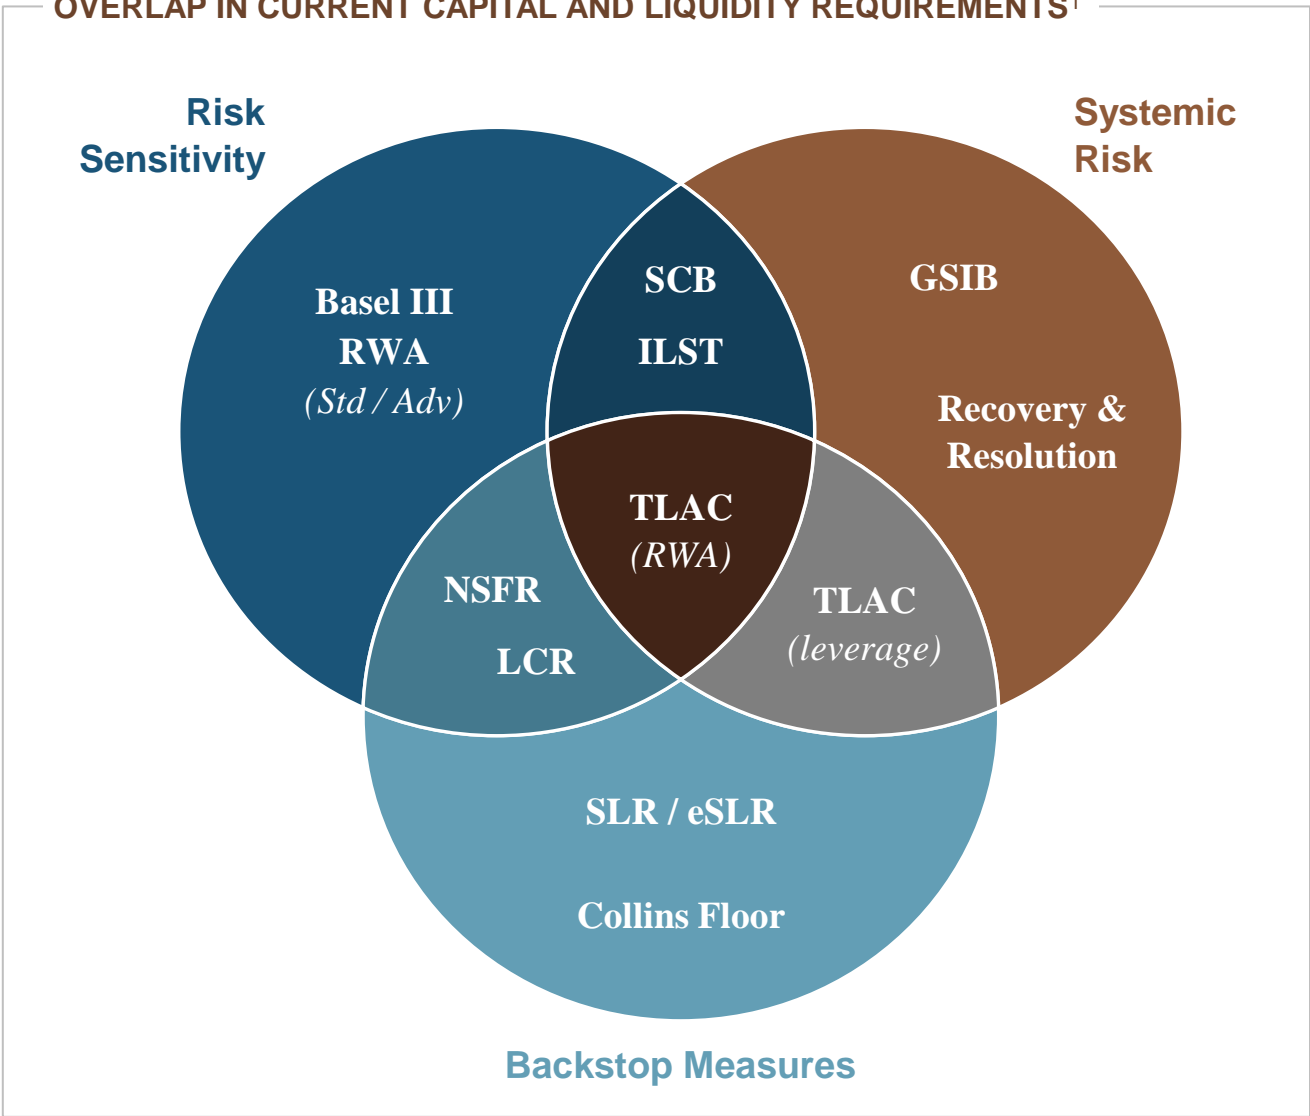 OVERLAP IN CURRENT CAPITAL AND LIQUIDITY REQUIREMENTS¹
Risk
Sensitivity
Systemic
Risk
Basel III
RWA
(Std / Adv)
SCB
ILST
GSIB
Recovery &
Resolution
TLAC
(RWA)
NSFR
LCR
TLAC
(leverage)
SLR / eSLR
Collins Floor
Backstop Measures